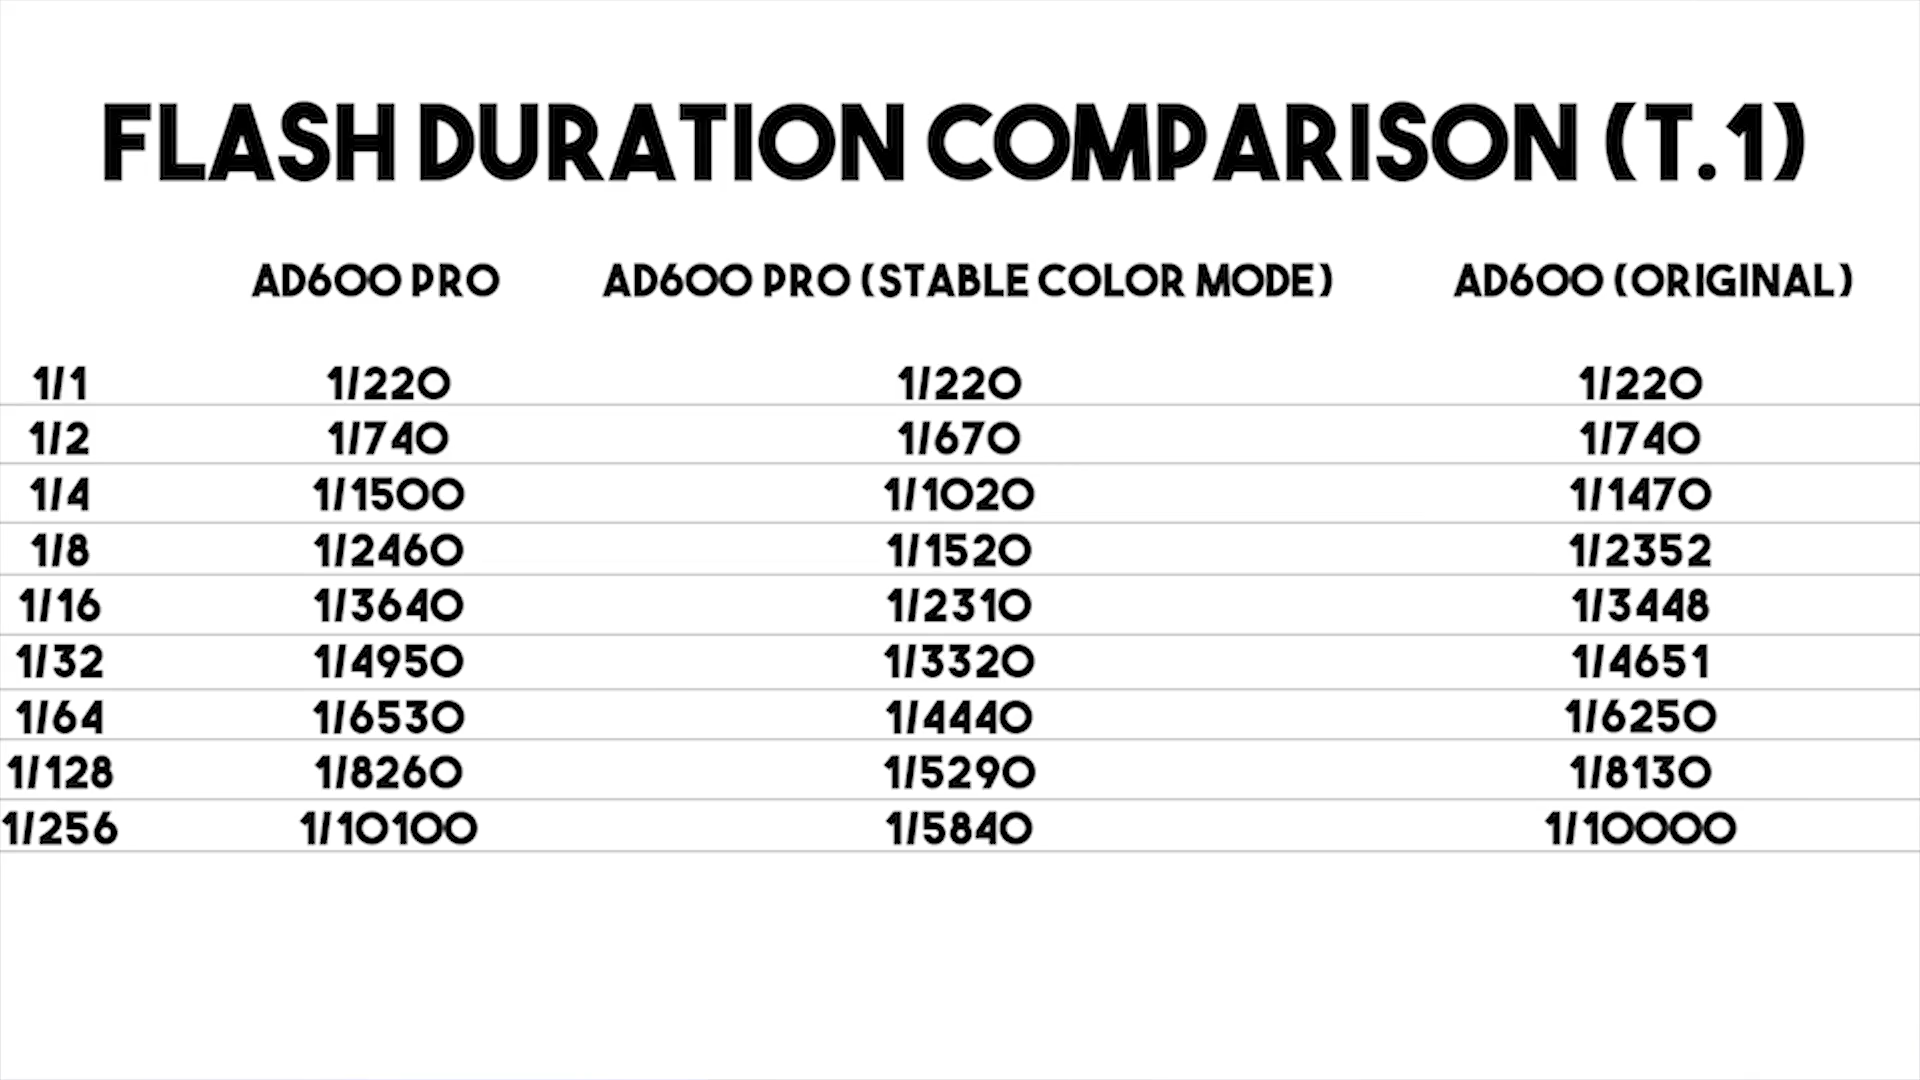 FLASH DURATION COMPARISON (T.1)
AD600 PRO AD600 PRO (STABLE COLOR MODE) AD600 (ORIGINAL)
1/1 1/220 1/220 1/220
1/2 1/740 1/670 1/740
1/4 1/1500 1/1020 1/1470
1/8 1/2460 1/1520 1/2352
1/16 1/3640 1/2310 1/3448
1/32 1/4950 1/3320 1/4651
1/64 1/6530 1/4440 1/6250
1/128 1/8260 1/5290 1/8130
1/256 1/10100 1/5840 1/10000